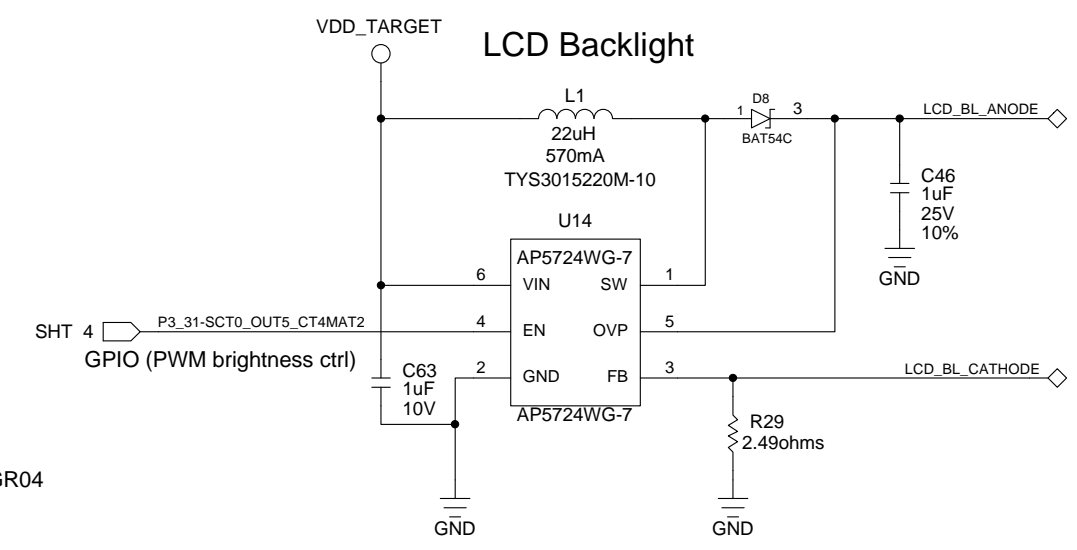 VDD_TARGET
LCD Backlight
L1
22uH
570mA
TYS3015220M-10
1
D8
3
BAT54C
LCD_BL_ANODE
C46
1uF
25V
10%
GND
U14
AP5724WG-7
6
VIN
SW
1
SHT 4
P3_31-SCT0_OUT5_CT4MAT2
4
EN
OVP
5
GPIO (PWM brightness ctrl)
C63
1uF
10V
2
GND
FB
3
LCD_BL_CATHODE
AP5724WG-7
R29
2.49ohms
GR04
GND
GND